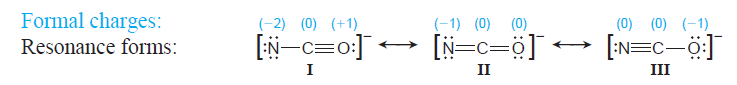 Formal charges: (−2) (0) (+1) (−1) (0) (0) (0) (0) (−1)
Resonance forms: [:N̈—C≡O:]⁻ ⟷ [N̈=C=Ö]⁻ ⟷ [:N≡C—Ö:]⁻
I II III